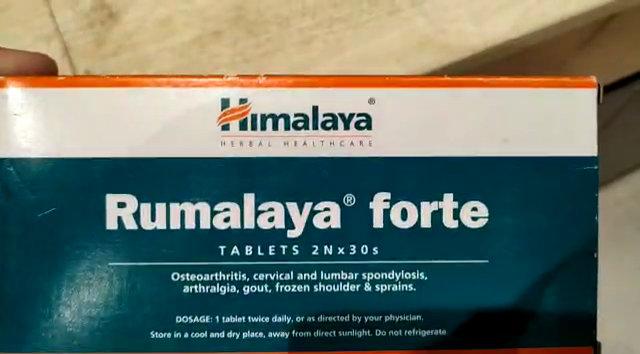 Himalaya®
HERBAL HEALTHCARE
Rumalaya® forte
TABLETS 2Nx30s
Osteoarthritis, cervical and lumbar spondylosis,
arthralgia, gout, frozen shoulder & sprains.
DOSAGE: 1 tablet twice daily, or as directed by your physician.
Store in a cool and dry place, away from direct sunlight. Do not refrigerate.